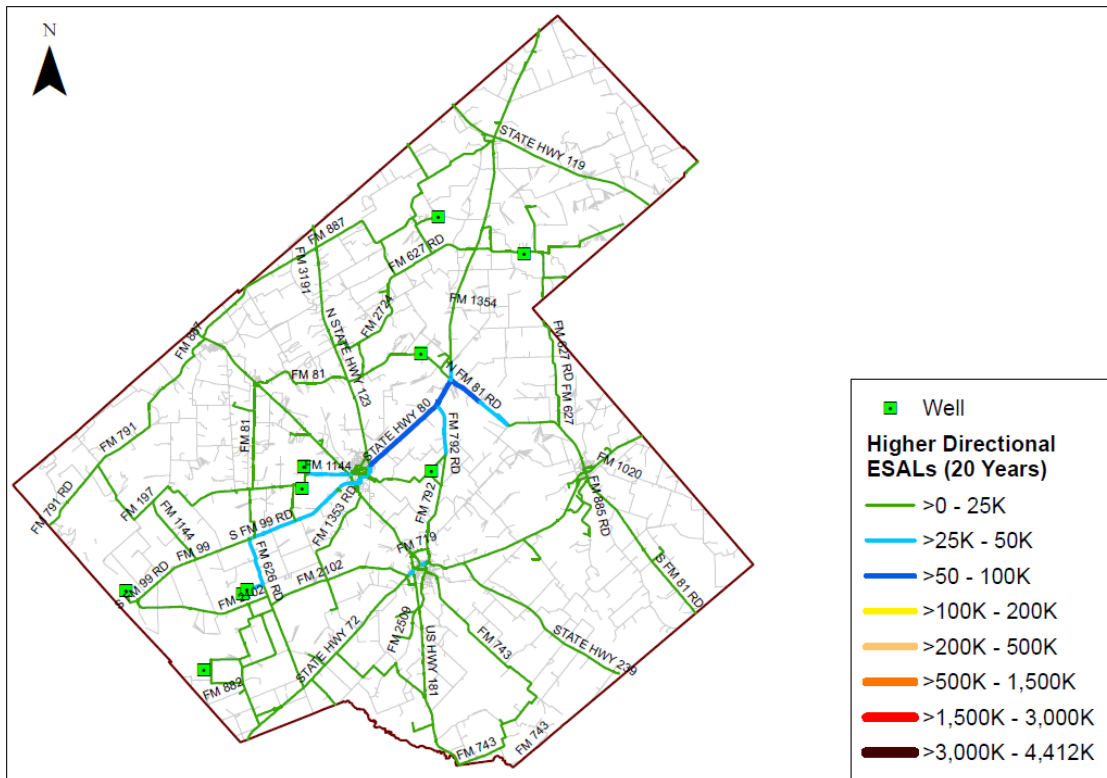 N
STATE HWY 119
FM 887
FM 3191
FM 627 RD
FM 1354
FM 2724
N STATE HWY 123
FM 887
FM 627 RD
FM 627
N FM 81 RD
FM 81
STATE HWY 80
FM 792 RD
FM 791
FM 81
FM 1144
FM 1020
FM 791 RD
FM 197
FM 1144
S FM 99 RD
FM 1353 RD
FM 792
FM 885 RD
FM 99
FM 719
S FM 99 RD
FM 626 RD
FM 2102
FM 2102
S FM 81 RD
STATE HWY 72
FM 2509
US HWY 181
FM 743
STATE HWY 239
FM 882
FM 743
FM 743
Well
Higher Directional
ESALs (20 Years)
>0 - 25K
>25K - 50K
>50 - 100K
>100K - 200K
>200K - 500K
>500K - 1,500K
>1,500K - 3,000K
>3,000K - 4,412K